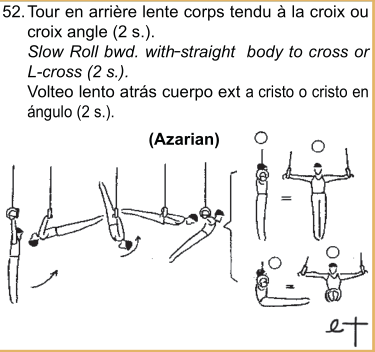 52. Tour en arrière lente corps tendu à la croix ou
croix angle (2 s.).
Slow Roll bwd. with-straight body to cross or
L-cross (2 s.).
Volteo lento atrás cuerpo ext a cristo o cristo en
ángulo (2 s.).
(Azarian)
=
=